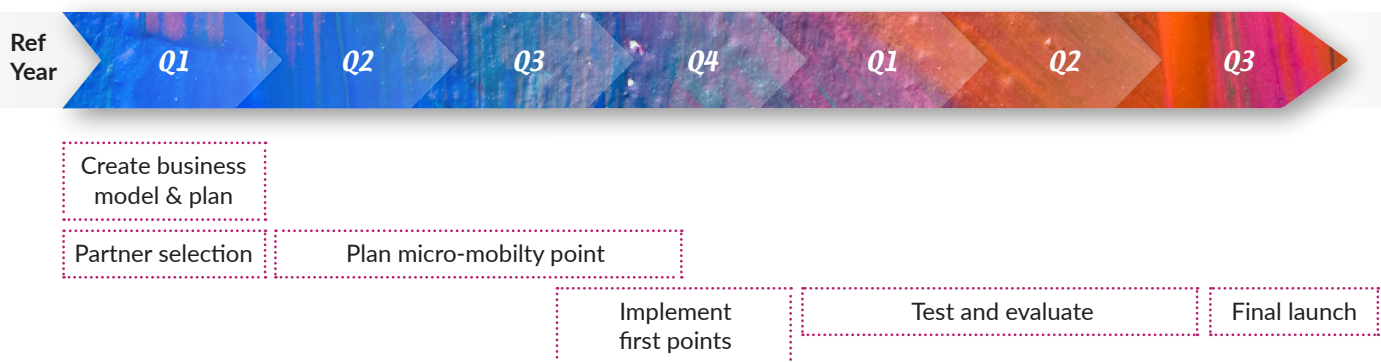 Ref
Year
Q1
Q2
Q3
Q4
Q1
Q2
Q3
Create business
model & plan
Partner selection
Plan micro-mobilty point
Implement
first points
Test and evaluate
Final launch